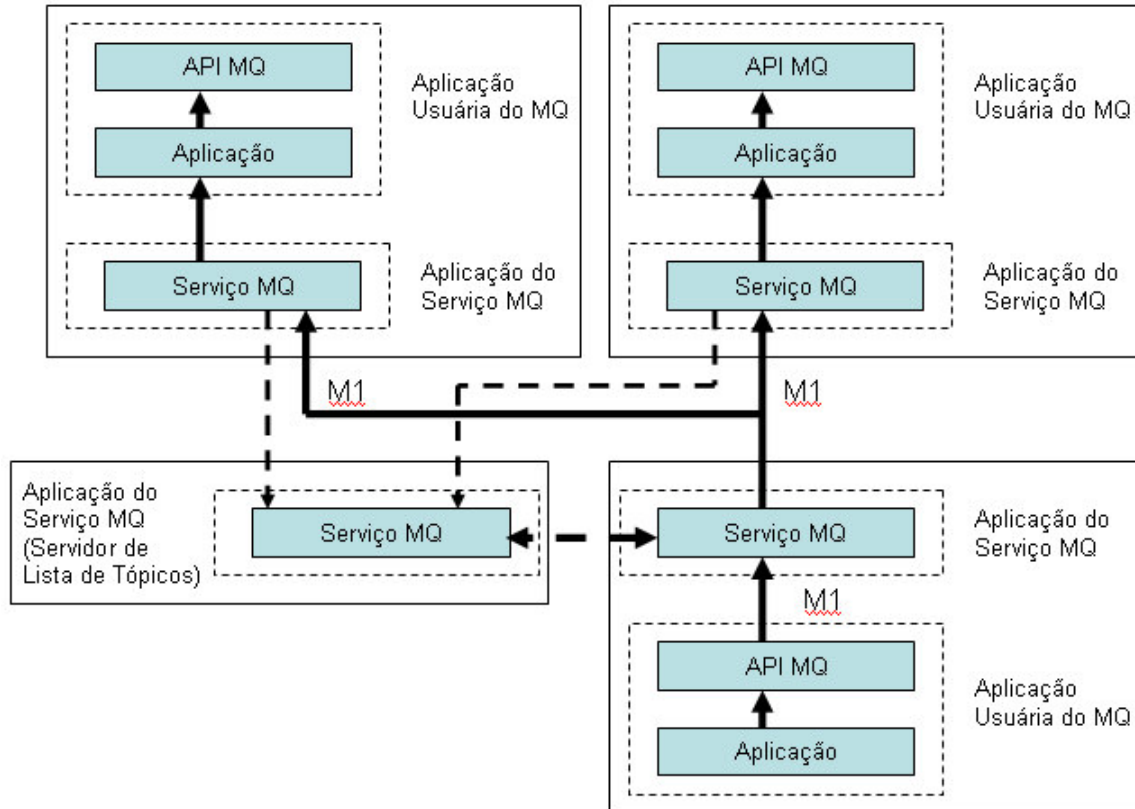 API MQ
Aplicação
Aplicação
Usuária do MQ
Serviço MQ
Aplicação do
Serviço MQ
API MQ
Aplicação
Aplicação
Usuária do MQ
Serviço MQ
Aplicação do
Serviço MQ
M1
M1
Aplicação do
Serviço MQ
(Servidor de
Lista de Tópicos)
Serviço MQ
Serviço MQ
Aplicação do
Serviço MQ
M1
API MQ
Aplicação
Aplicação
Usuária do MQ